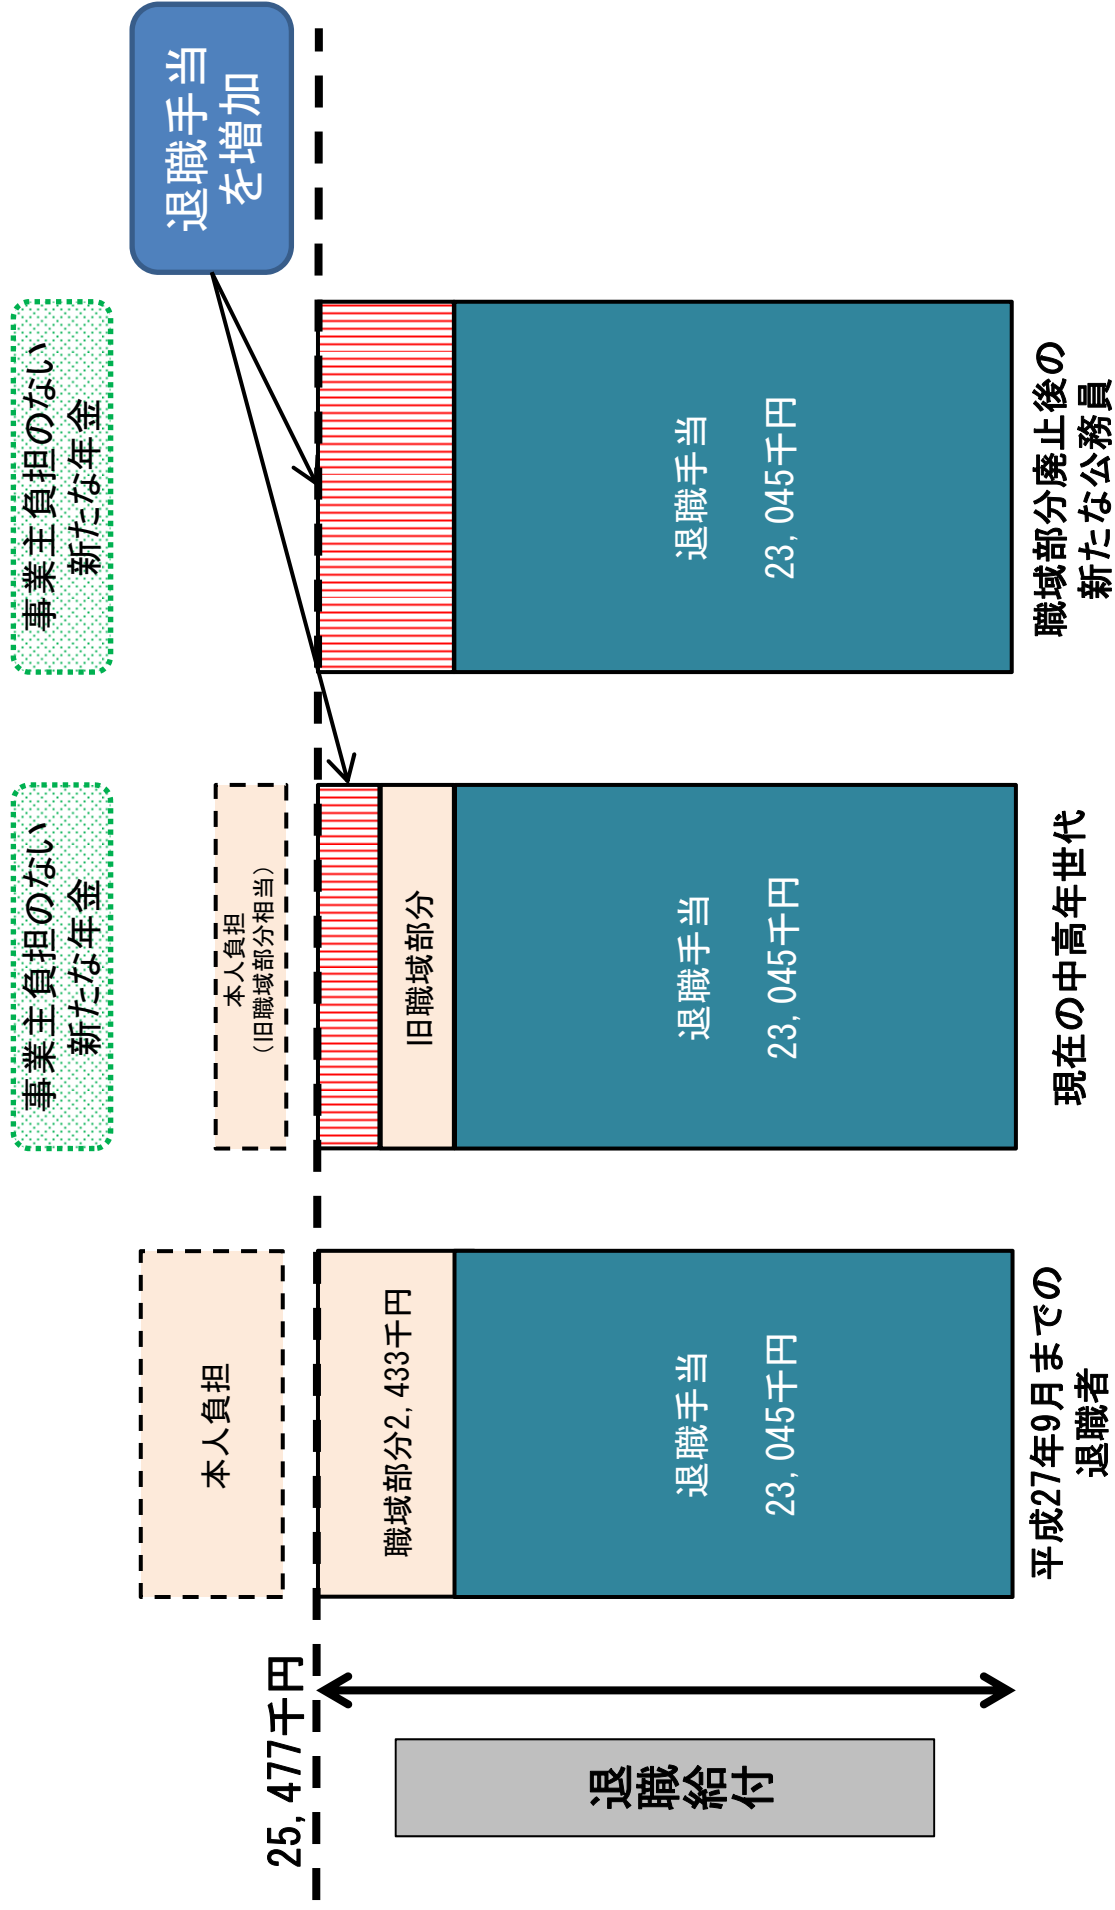 退職手当
を増加
事業主負担のない
新たな年金
事業主負担のない
新たな年金
本人負担
（旧職域部分相当）
本人負担
25,477千円
退職給付
職域部分2,433千円
退職手当
23,045千円
旧職域部分
退職手当
23,045千円
退職手当
23,045千円
平成27年9月までの
退職者
現在の中高年世代
職域部分廃止後の
新たな公務員